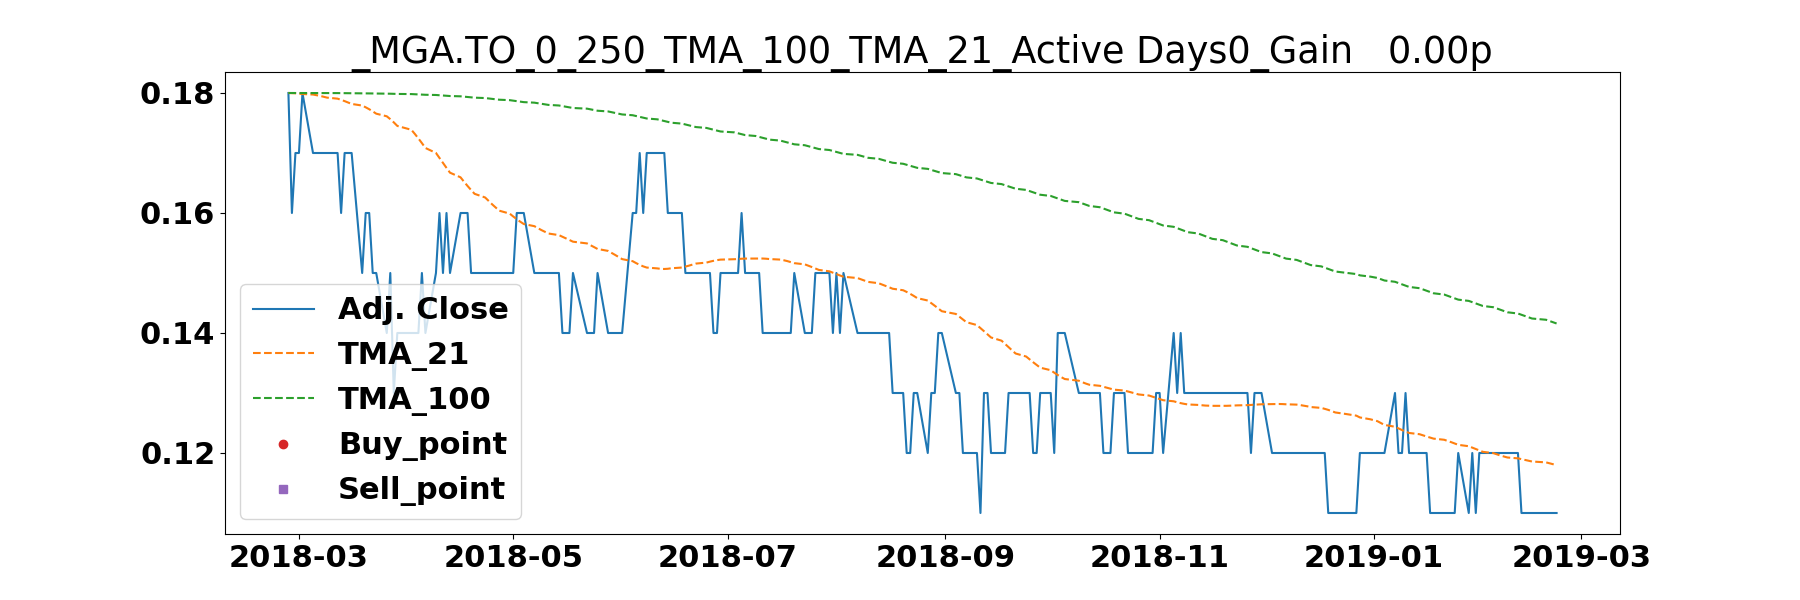 _MGA.TO_0_250_TMA_100_TMA_21_Active Days0_Gain   0.00p
0.18
0.16
0.14
0.12
Adj. Close
TMA_21
TMA_100
Buy_point
Sell_point
2018-03 2018-05 2018-07 2018-09 2018-11 2019-01 2019-03